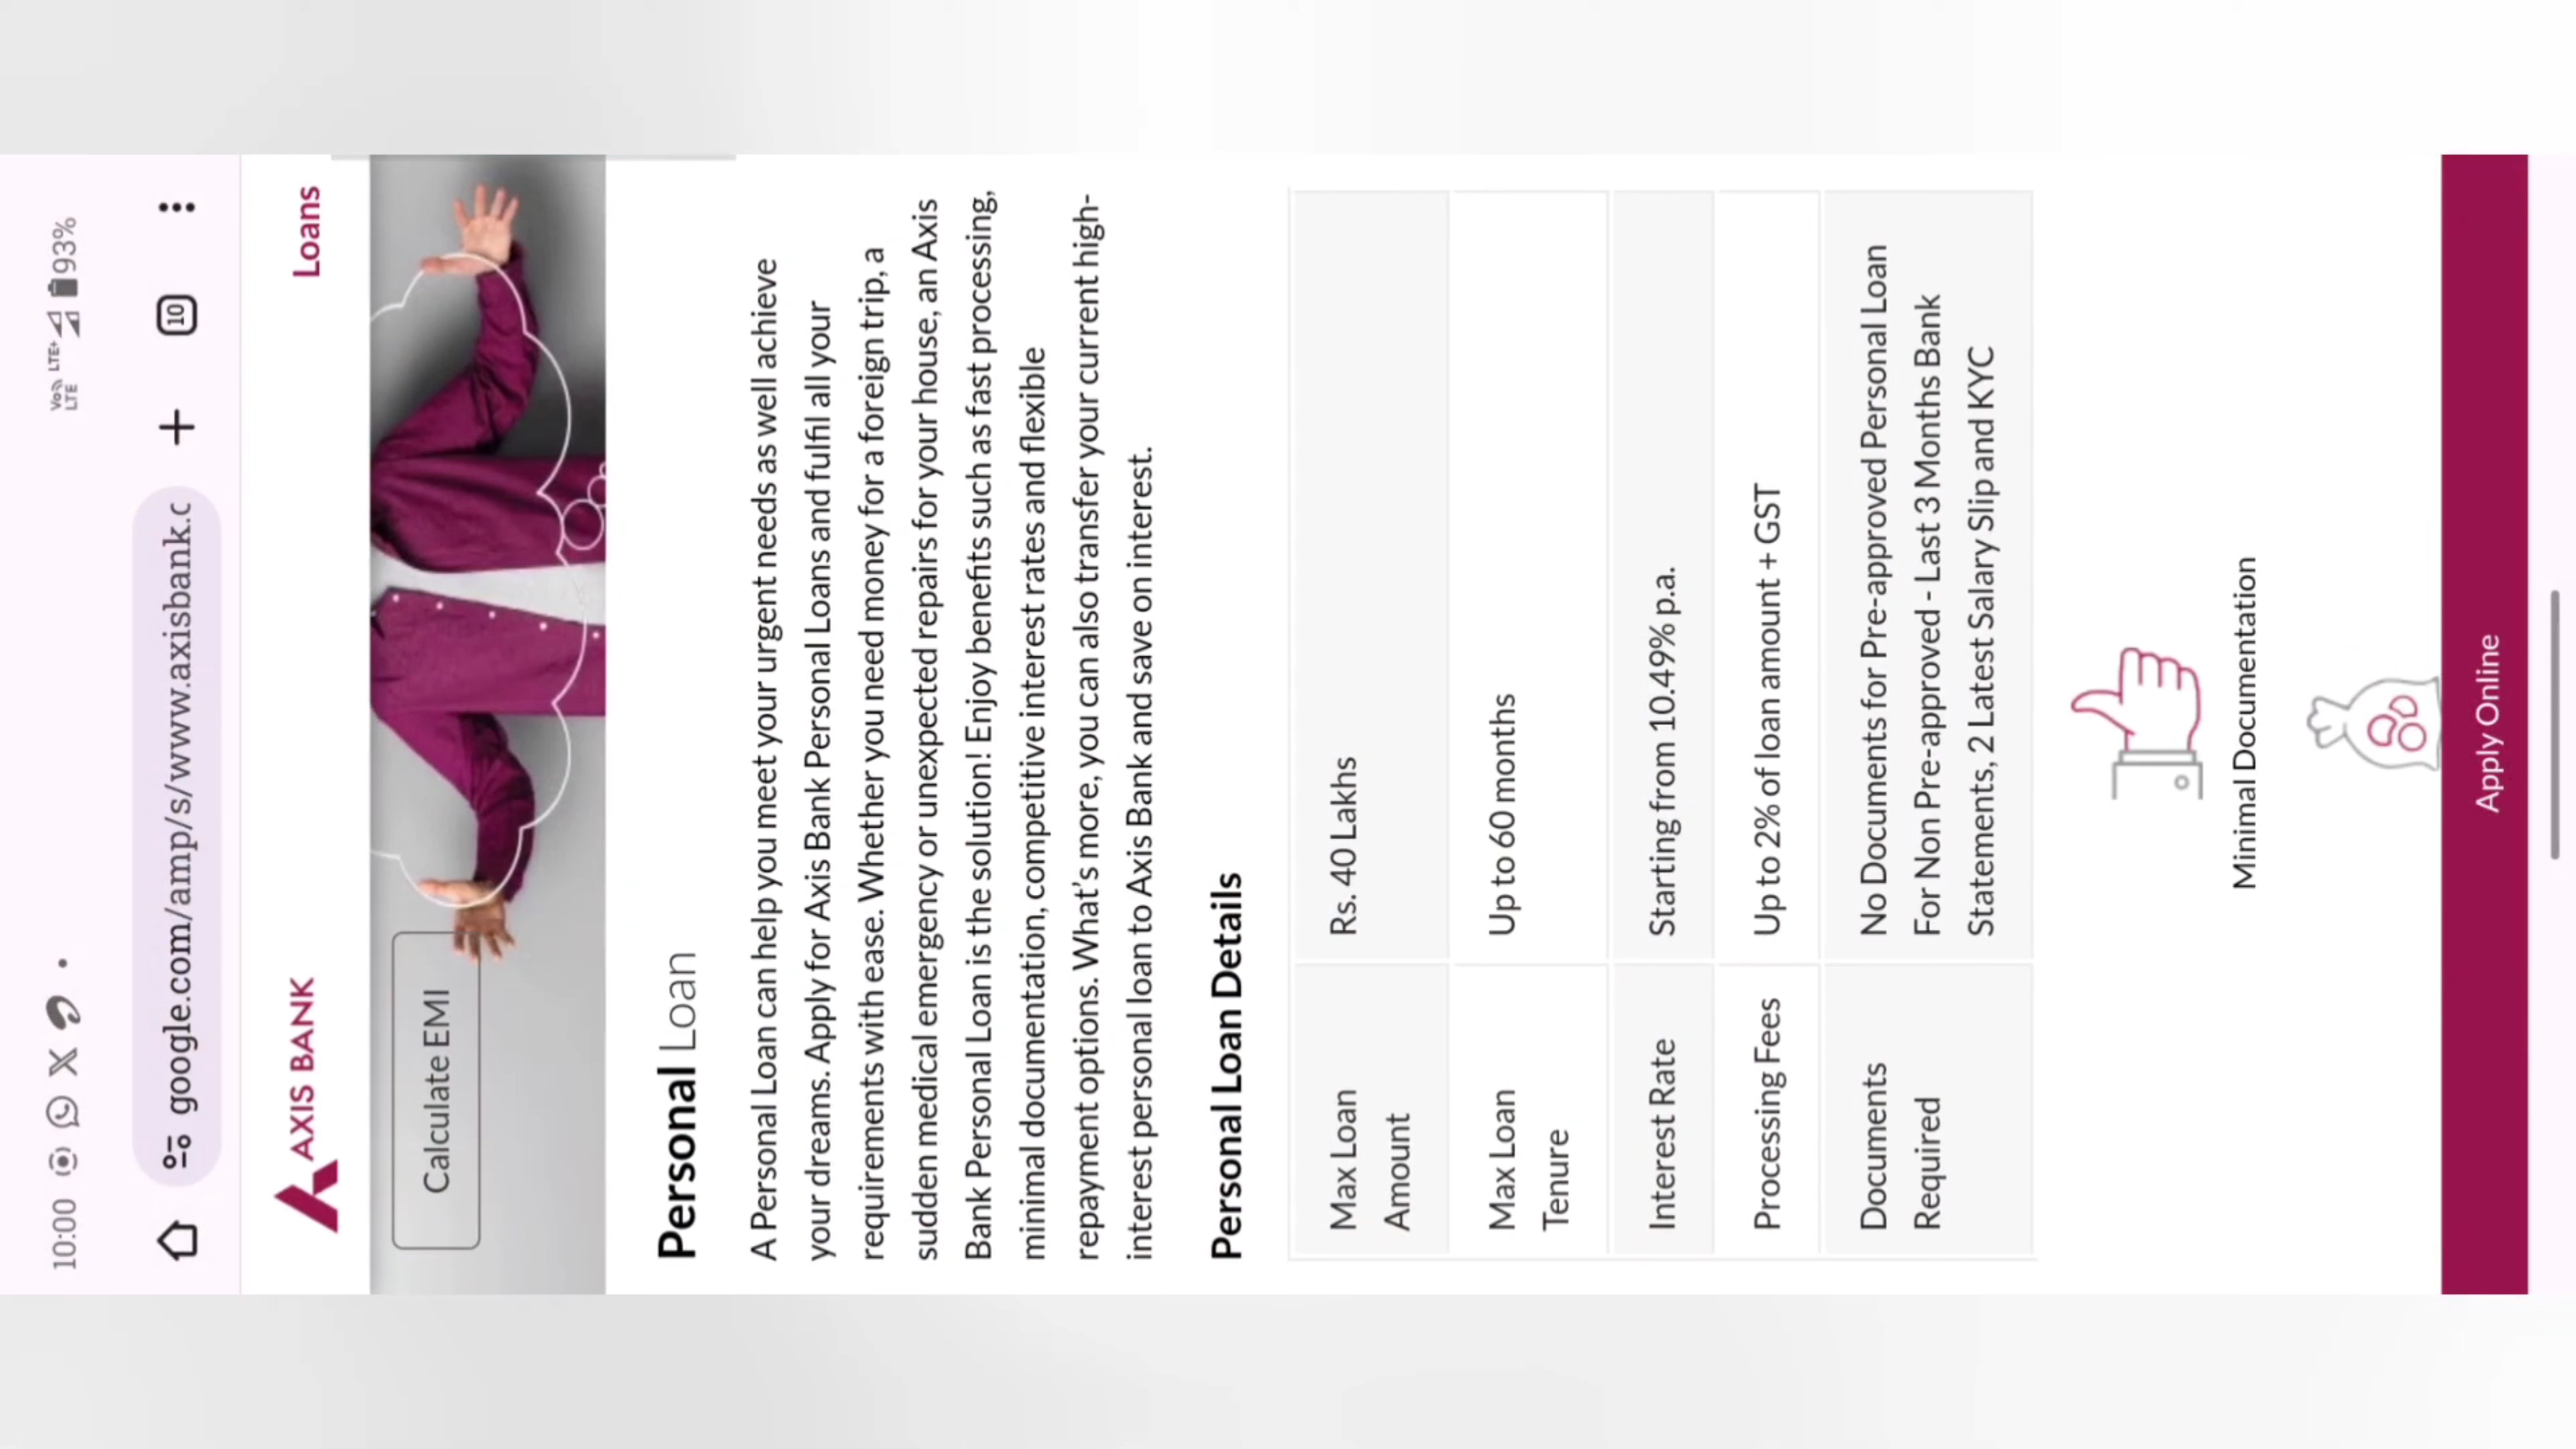 10:00
Vo)) LTE+
LTE
93%
google.com/amp/s/www.axisbank.c
10
AXIS BANK
Loans
Calculate EMI
Personal Loan
A Personal Loan can help you meet your urgent needs as well achieve
your dreams. Apply for Axis Bank Personal Loans and fulfil all your
requirements with ease. Whether you need money for a foreign trip, a
sudden medical emergency or unexpected repairs for your house, an Axis
Bank Personal Loan is the solution! Enjoy benefits such as fast processing,
minimal documentation, competitive interest rates and flexible
repayment options. What's more, you can also transfer your current high-
interest personal loan to Axis Bank and save on interest.
Personal Loan Details
Max Loan
Amount
Rs. 40 Lakhs
Max Loan
Tenure
Up to 60 months
Interest Rate
Starting from 10.49% p.a.
Processing Fees
Up to 2% of loan amount + GST
Documents
Required
No Documents for Pre-approved Personal Loan
For Non Pre-approved - Last 3 Months Bank
Statements, 2 Latest Salary Slip and KYC
Minimal Documentation
Apply Online